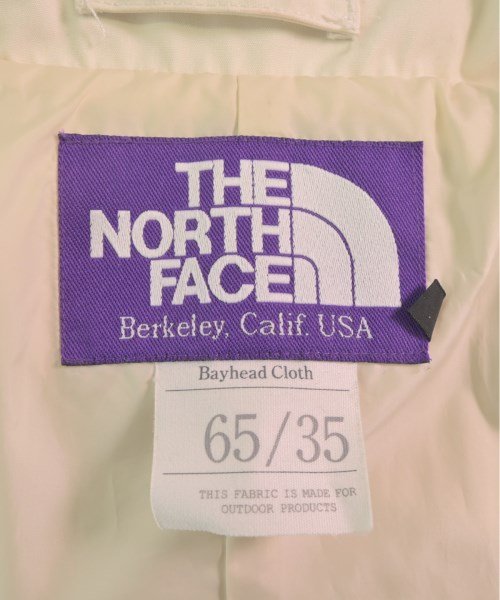 THE
NORTH
FACE
Berkeley, Calif. USA
Bayhead Cloth
65/35
THIS FABRIC IS MADE FOR
OUTDOOR PRODUCTS